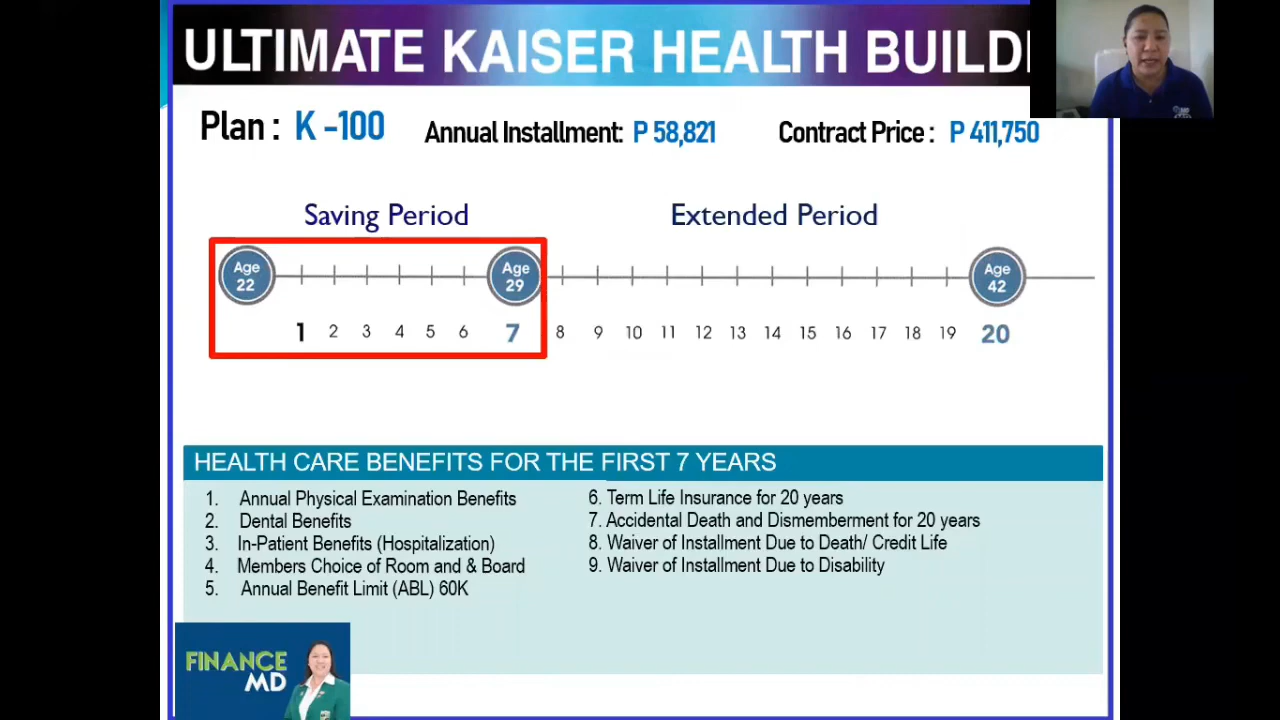 ULTIMATE KAISER HEALTH BUILD
Plan : K -100 Annual Installment: P 58,821 Contract Price : P 411,750
Saving Period Extended Period
Age 22
Age 29
Age 42
1 2 3 4 5 6 7 8 9 10 11 12 13 14 15 16 17 18 19 20
HEALTH CARE BENEFITS FOR THE FIRST 7 YEARS
1. Annual Physical Examination Benefits
2. Dental Benefits
3. In-Patient Benefits (Hospitalization)
4. Members Choice of Room and & Board
5. Annual Benefit Limit (ABL) 60K
6. Term Life Insurance for 20 years
7. Accidental Death and Dismemberment for 20 years
8. Waiver of Installment Due to Death/ Credit Life
9. Waiver of Installment Due to Disability
FINANCE
MD